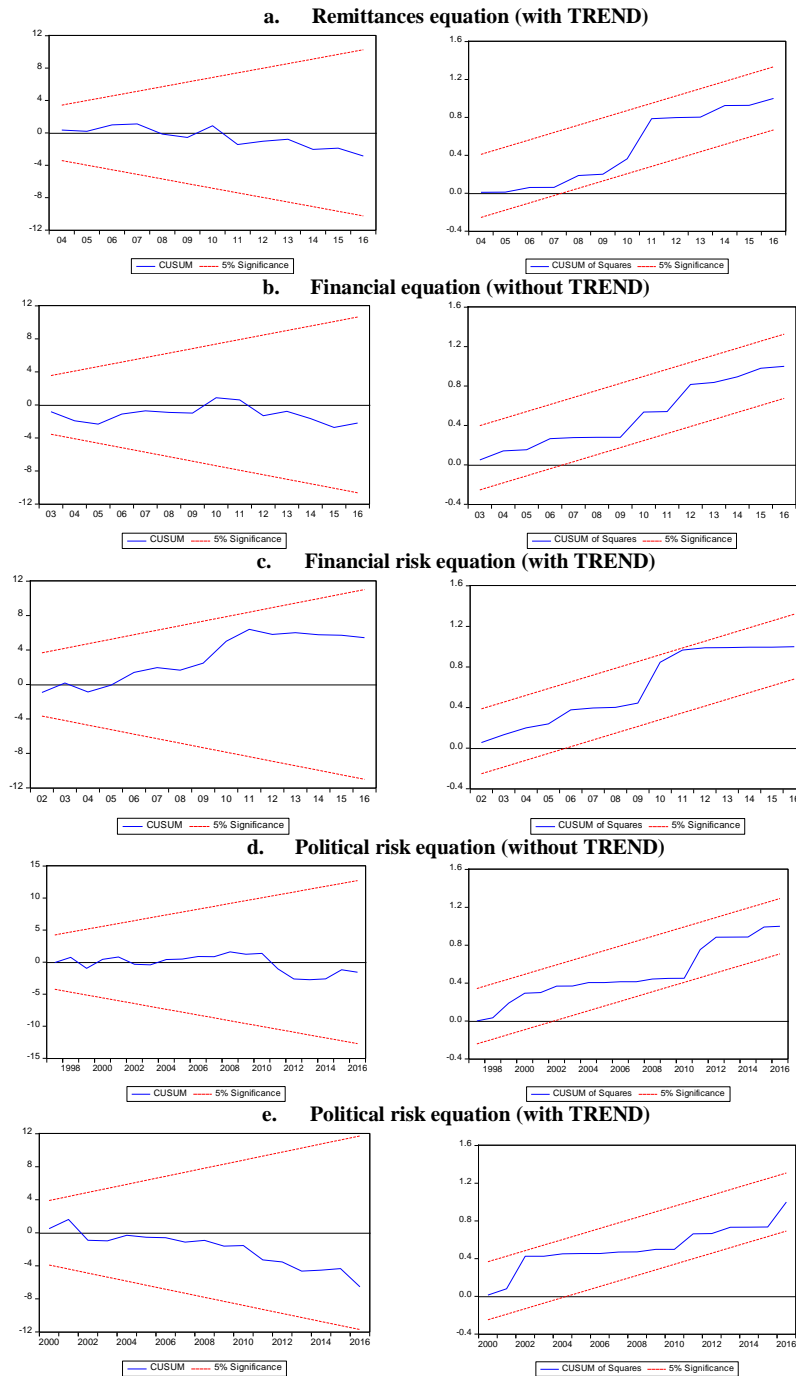 a. Remittances equation (with TREND)
12
8
4
0
-4
-8
-12
04 05 06 07 08 09 10 11 12 13 14 15 16
CUSUM 5% Significance
1.6
1.2
0.8
0.4
0.0
-0.4
04 05 06 07 08 09 10 11 12 13 14 15 16
CUSUM of Squares 5% Significance
b. Financial equation (without TREND)
12
8
4
0
-4
-8
-12
03 04 05 06 07 08 09 10 11 12 13 14 15 16
CUSUM 5% Significance
1.6
1.2
0.8
0.4
0.0
-0.4
03 04 05 06 07 08 09 10 11 12 13 14 15 16
CUSUM of Squares 5% Significance
c. Financial risk equation (with TREND)
12
8
4
0
-4
-8
-12
02 03 04 05 06 07 08 09 10 11 12 13 14 15 16
CUSUM 5% Significance
1.6
1.2
0.8
0.4
0.0
-0.4
02 03 04 05 06 07 08 09 10 11 12 13 14 15 16
CUSUM of Squares 5% Significance
d. Political risk equation (without TREND)
15
10
5
0
-5
-10
-15
1998 2000 2002 2004 2006 2008 2010 2012 2014 2016
CUSUM 5% Significance
1.6
1.2
0.8
0.4
0.0
-0.4
1998 2000 2002 2004 2006 2008 2010 2012 2014 2016
CUSUM of Squares 5% Significance
e. Political risk equation (with TREND)
12
8
4
0
-4
-8
-12
2000 2002 2004 2006 2008 2010 2012 2014 2016
CUSUM 5% Significance
1.6
1.2
0.8
0.4
0.0
-0.4
2000 2002 2004 2006 2008 2010 2012 2014 2016
CUSUM of Squares 5% Significance